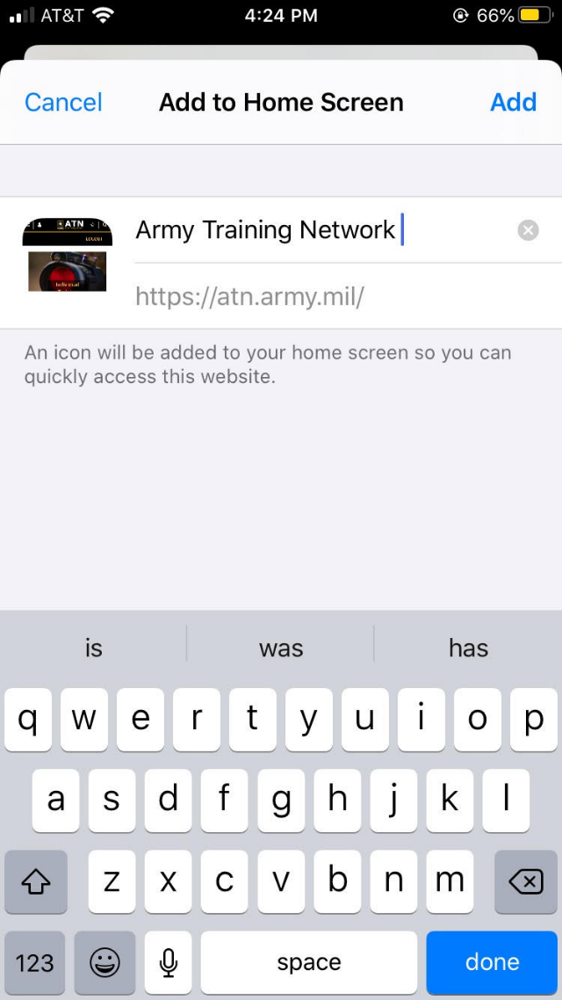 AT&T 4:24 PM 66%
Cancel Add to Home Screen Add
ATN
LOGOUT
Individual
Army Training Network
https://atn.army.mil/
An icon will be added to your home screen so you can
quickly access this website.
is was has
q w e r t y u i o p
a s d f g h j k l
z x c v b n m
123 space done